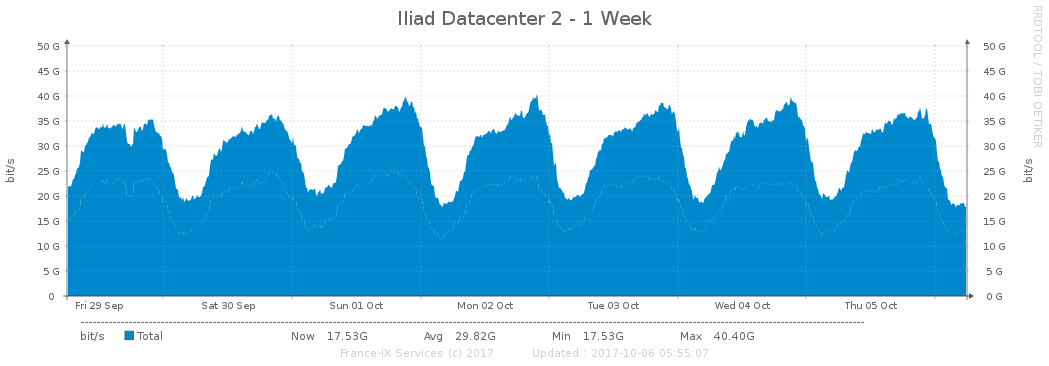 Iliad Datacenter 2 - 1 Week
RRDTOOL / TOBI OETIKER
50 G 50 G
45 G 45 G
40 G 40 G
35 G 35 G
30 G 30 G
25 G 25 G
20 G 20 G
15 G 15 G
10 G 10 G
5 G 5 G
0 0 G
bit/s bit/s
Fri 29 Sep Sat 30 Sep Sun 01 Oct Mon 02 Oct Tue 03 Oct Wed 04 Oct Thu 05 Oct
bit/s Total Now 17.53G Avg 29.82G Min 17.53G Max 40.40G
France-IX Services (c) 2017 Updated : 2017-10-06 05:55:07